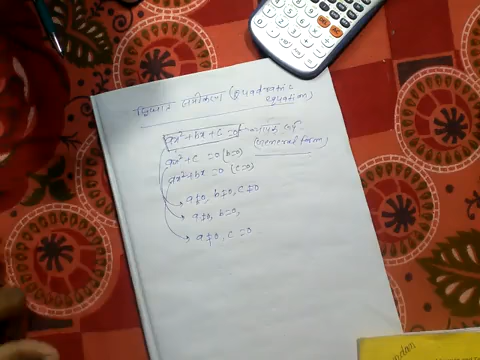 द्विघात समीकरण (Quadratic
equation)
ax²+bx+c=0
(General form)
ax²+c =0 (b=0)
ax²+bx =0 (c=0)
a≠0, b≠0, c≠0
a≠0, b=0,
a≠0, c=0